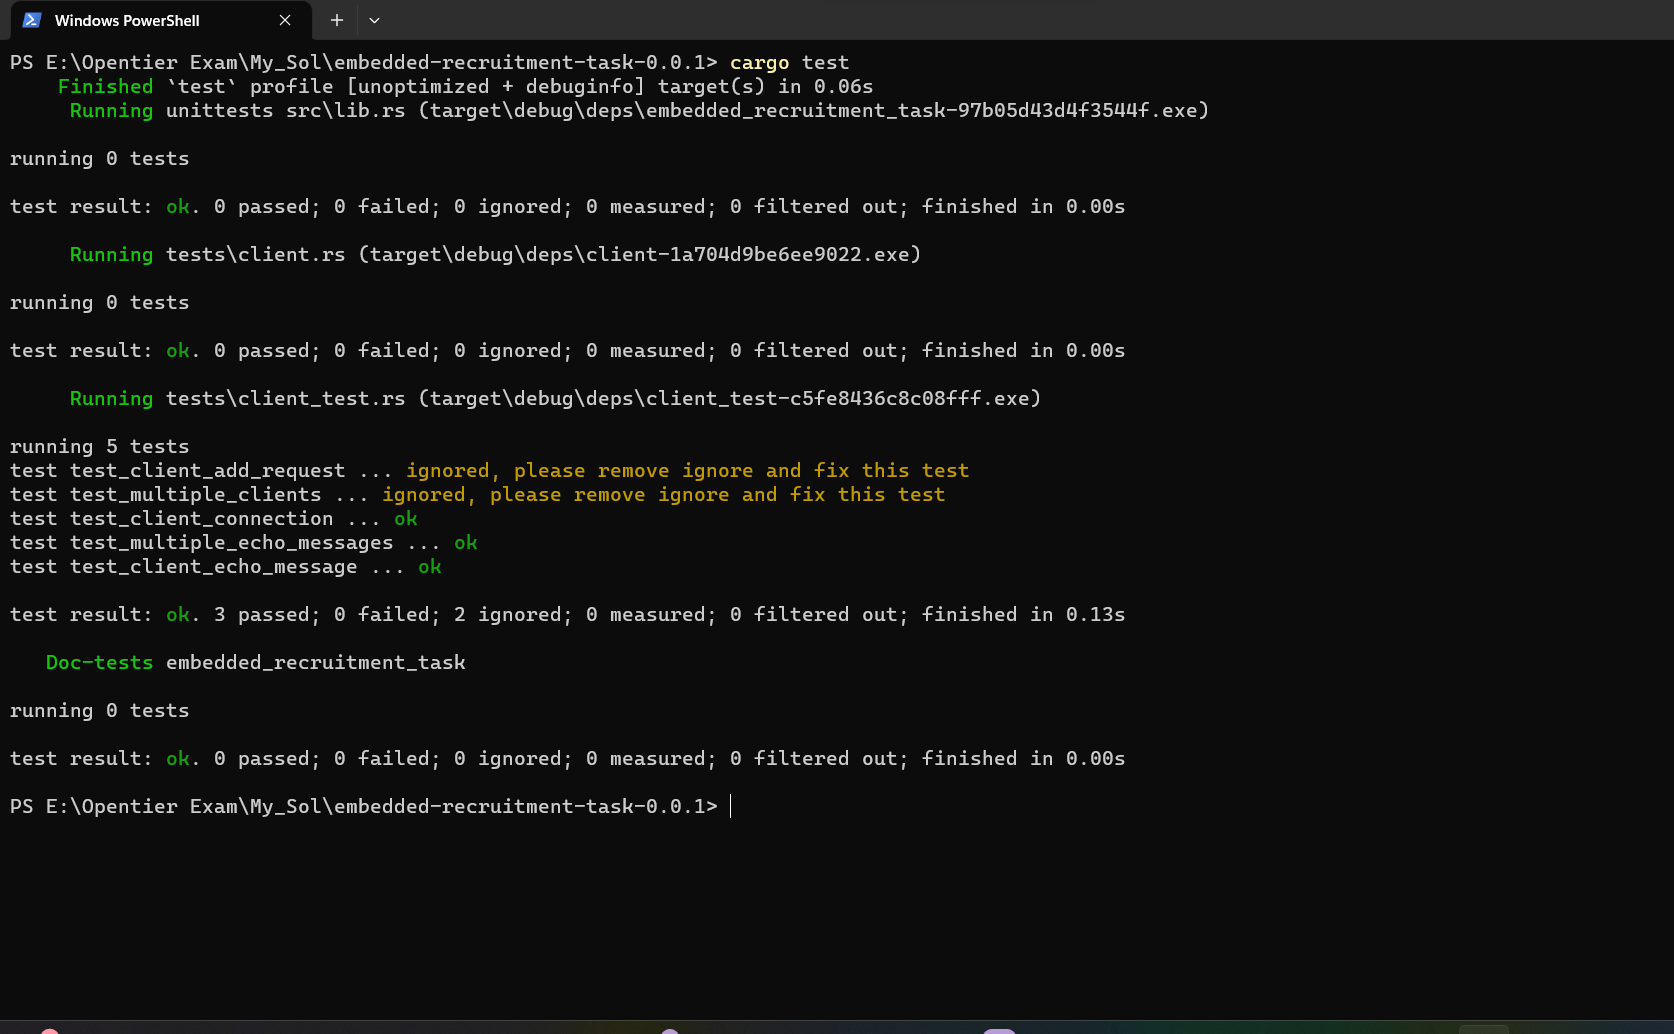 Windows PowerShell
PS E:\Opentier Exam\My_Sol\embedded-recruitment-task-0.0.1> cargo test
    Finished `test` profile [unoptimized + debuginfo] target(s) in 0.06s
     Running unittests src\lib.rs (target\debug\deps\embedded_recruitment_task-97b05d43d4f3544f.exe)
running 0 tests
test result: ok. 0 passed; 0 failed; 0 ignored; 0 measured; 0 filtered out; finished in 0.00s
     Running tests\client.rs (target\debug\deps\client-1a704d9be6ee9022.exe)
running 0 tests
test result: ok. 0 passed; 0 failed; 0 ignored; 0 measured; 0 filtered out; finished in 0.00s
     Running tests\client_test.rs (target\debug\deps\client_test-c5fe8436c8c08fff.exe)
running 5 tests
test test_client_add_request ... ignored, please remove ignore and fix this test
test test_multiple_clients ... ignored, please remove ignore and fix this test
test test_client_connection ... ok
test test_multiple_echo_messages ... ok
test test_client_echo_message ... ok
test result: ok. 3 passed; 0 failed; 2 ignored; 0 measured; 0 filtered out; finished in 0.13s
   Doc-tests embedded_recruitment_task
running 0 tests
test result: ok. 0 passed; 0 failed; 0 ignored; 0 measured; 0 filtered out; finished in 0.00s
PS E:\Opentier Exam\My_Sol\embedded-recruitment-task-0.0.1>